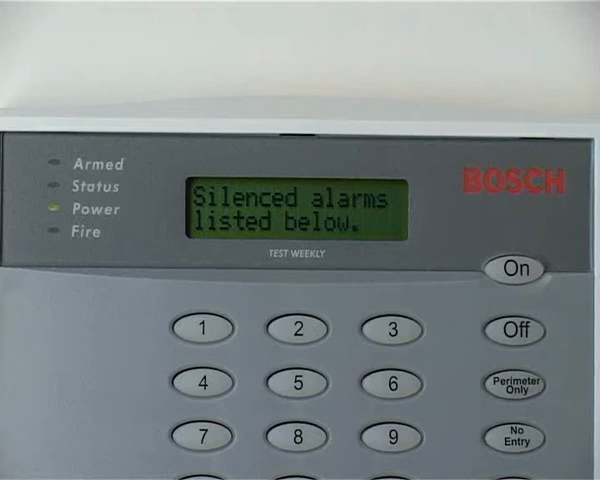 Armed
Status
Power
Fire
Silenced alarms
listed below.
BOSCH
TEST WEEKLY
On
1 2 3 Off
4 5 6 Perimeter
Only
7 8 9 No
Entry